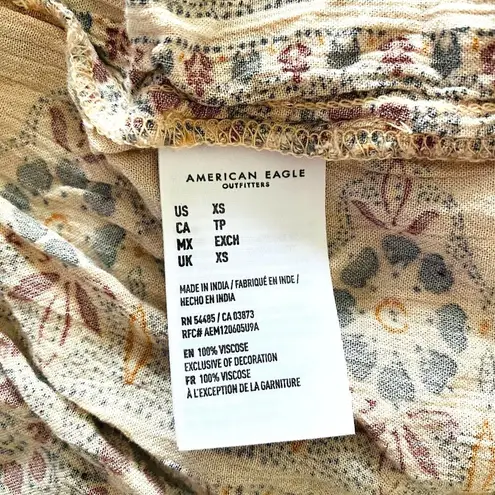 AMERICAN EAGLE
OUTFITTERS
US XS
CA TP
MX EXCH
UK XS
MADE IN INDIA / FABRIQUÉ EN INDE /
HECHO EN INDIA
RN 54485 / CA 03873
RFC# AEM120605U9A
EN 100% VISCOSE
EXCLUSIVE OF DECORATION
FR 100% VISCOSE
À L'EXCEPTION DE LA GARNITURE